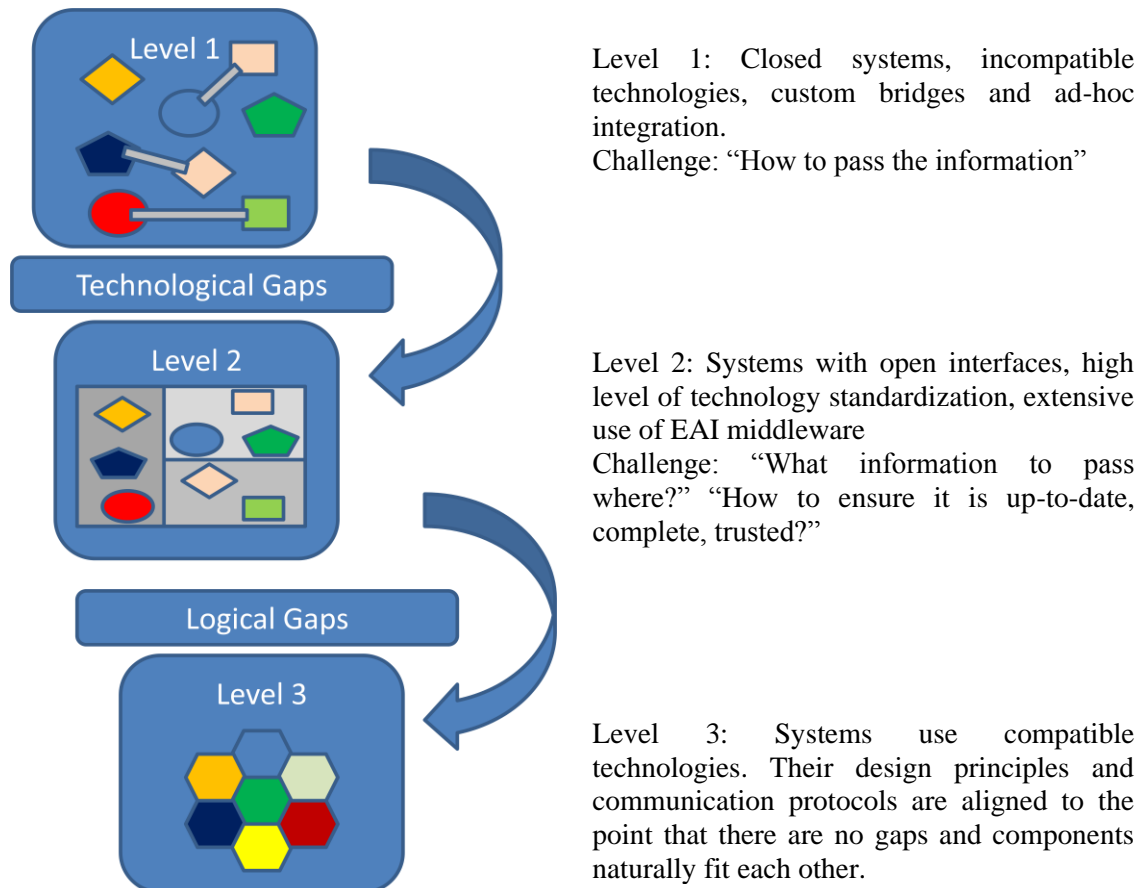 Level 1
Level 1: Closed systems, incompatible
technologies, custom bridges and ad-hoc
integration.
Challenge: “How to pass the information”
Technological Gaps
Level 2
Level 2: Systems with open interfaces, high
level of technology standardization, extensive
use of EAI middleware
Challenge: “What information to pass
where?” “How to ensure it is up-to-date,
complete, trusted?”
Logical Gaps
Level 3
Level 3: Systems use compatible
technologies. Their design principles and
communication protocols are aligned to the
point that there are no gaps and components
naturally fit each other.